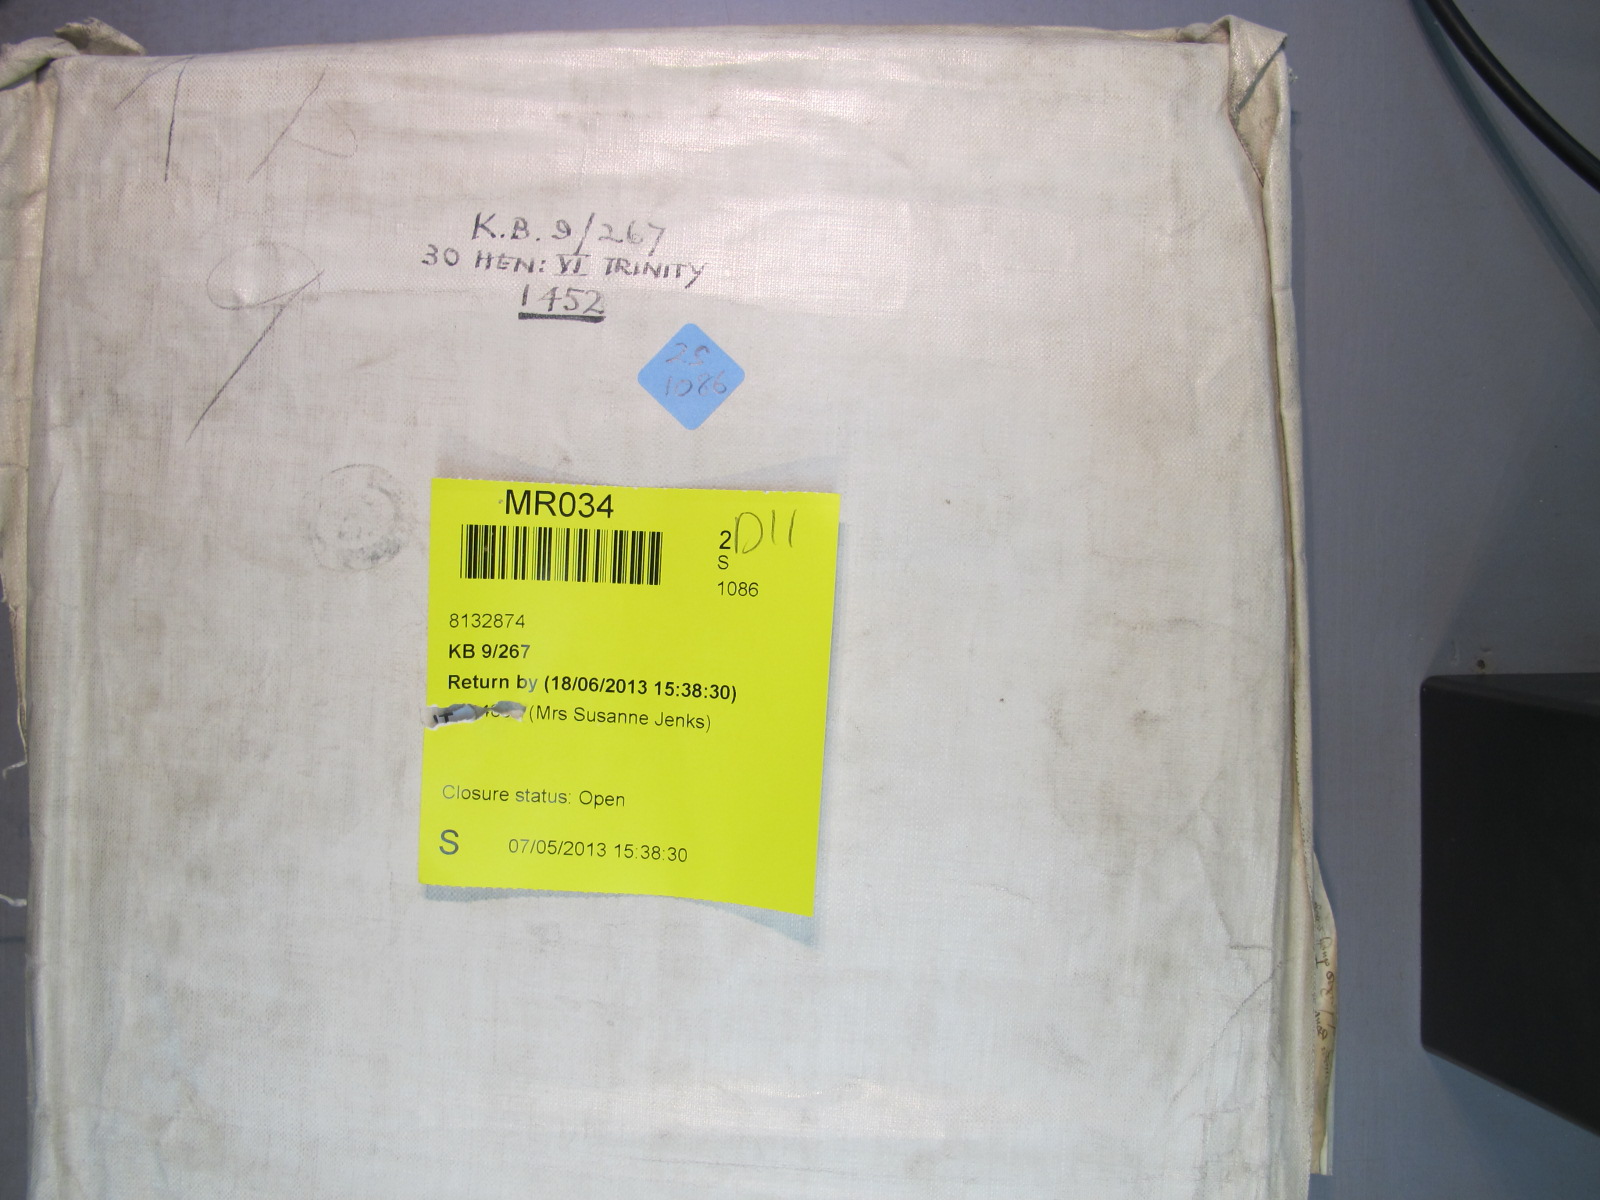 K.B. 9/267
30 HEN: VI TRINITY
1452
2S
1086
MR034
2 D11
S
1086
8132874
KB 9/267
Return by (18/06/2013 15:38:30)
(Mrs Susanne Jenks)
Closure status: Open
S 07/05/2013 15:38:30